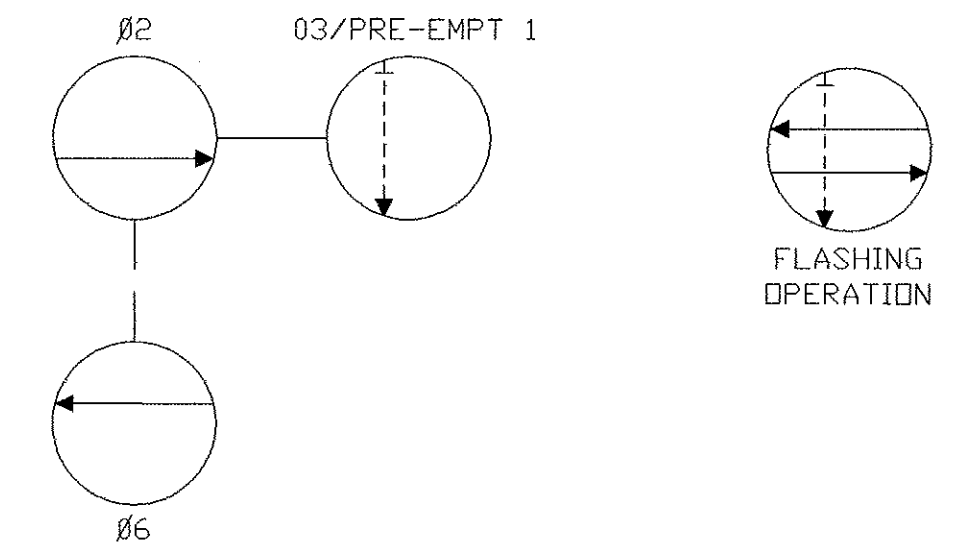 Ø2
03/PRE-EMPT 1
FLASHING
OPERATION
Ø6